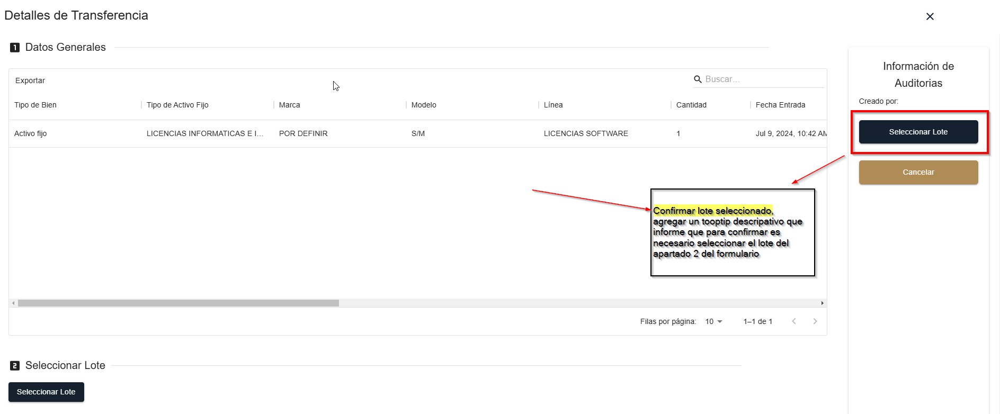 Detalles de Transferencia
1 Datos Generales
Exportar
Buscar...
Tipo de Bien Tipo de Activo Fijo Marca Modelo Línea Cantidad Fecha Entrada
Activo fijo LICENCIAS INFORMATICAS E I... POR DEFINIR S/M LICENCIAS SOFTWARE 1 Jul 9, 2024, 10:42 AM
Confirmar lote seleccionado,
agregar un tooptip descripativo que
informe que para confirmar es
necesario seleccionar el lote del
apartado 2 del formulario
Filas por página: 10 1–1 de 1
2 Seleccionar Lote
Seleccionar Lote
Información de
Auditorias
Creado por:
Seleccionar Lote
Cancelar